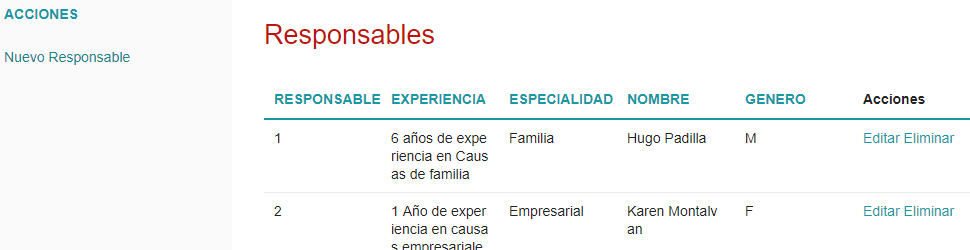 ACCIONES
Nuevo Responsable
Responsables
RESPONSABLE EXPERIENCIA ESPECIALIDAD NOMBRE GENERO Acciones
1 6 años de expe Familia Hugo Padilla M Editar Eliminar
riencia en Caus
as de familia
2 1 Año de exper Empresarial Karen Montalv F Editar Eliminar
iencia en causa an
s empresariale